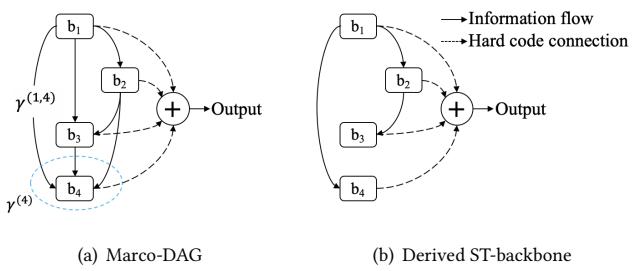 b1
b2
γ(1,4)
b3
b4
γ(4)
+
Output
(a) Marco-DAG
Information flow
Hard code connection
b1
b2
b3
b4
+
Output
(b) Derived ST-backbone